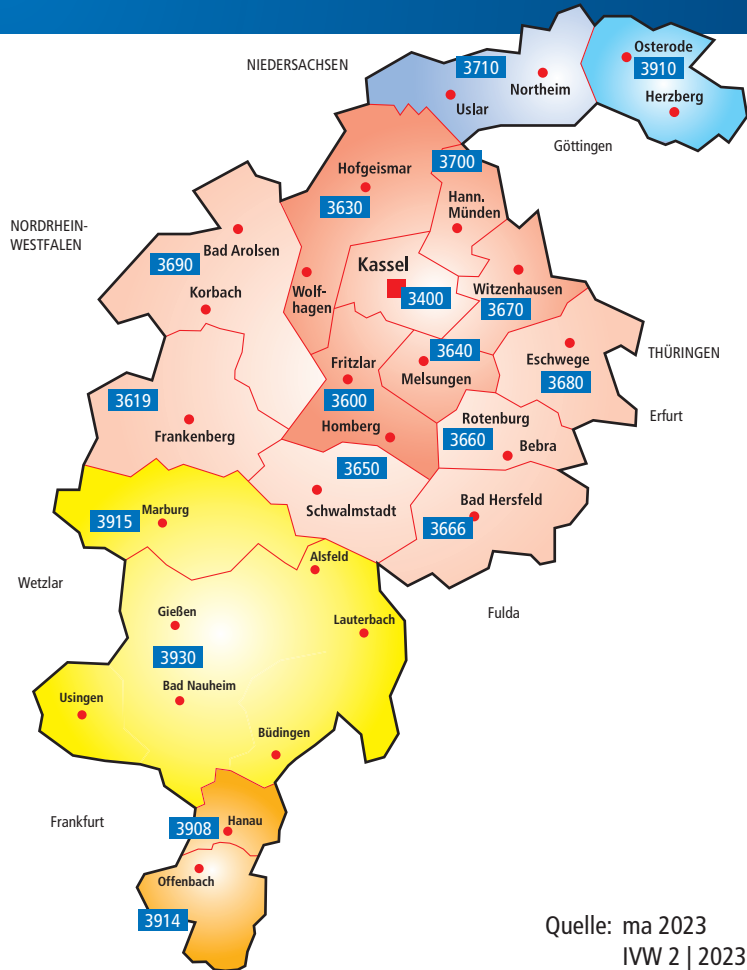 Osterode
3910
Herzberg
NIEDERSACHSEN
3710
Northeim
Uslar
Göttingen
Hofgeismar
3630
3700
Hann.
Münden
NORDRHEIN-
WESTFALEN
Bad Arolsen
3690
Korbach
Wolf-
hagen
Kassel
3400
Witzenhausen
3670
Fritzlar
3600
Homberg
3640
Melsungen
Eschwege
3680
THÜRINGEN
Erfurt
3619
Frankenberg
Rotenburg
3660
Bebra
3650
Schwalmstadt
Bad Hersfeld
3666
Marburg
3915
Alsfeld
Wetzlar
Gießen
Lauterbach
Fulda
3930
Bad Nauheim
Usingen
Büdingen
Frankfurt
3908
Hanau
Offenbach
3914
Quelle: ma 2023
IVW 2 | 2023